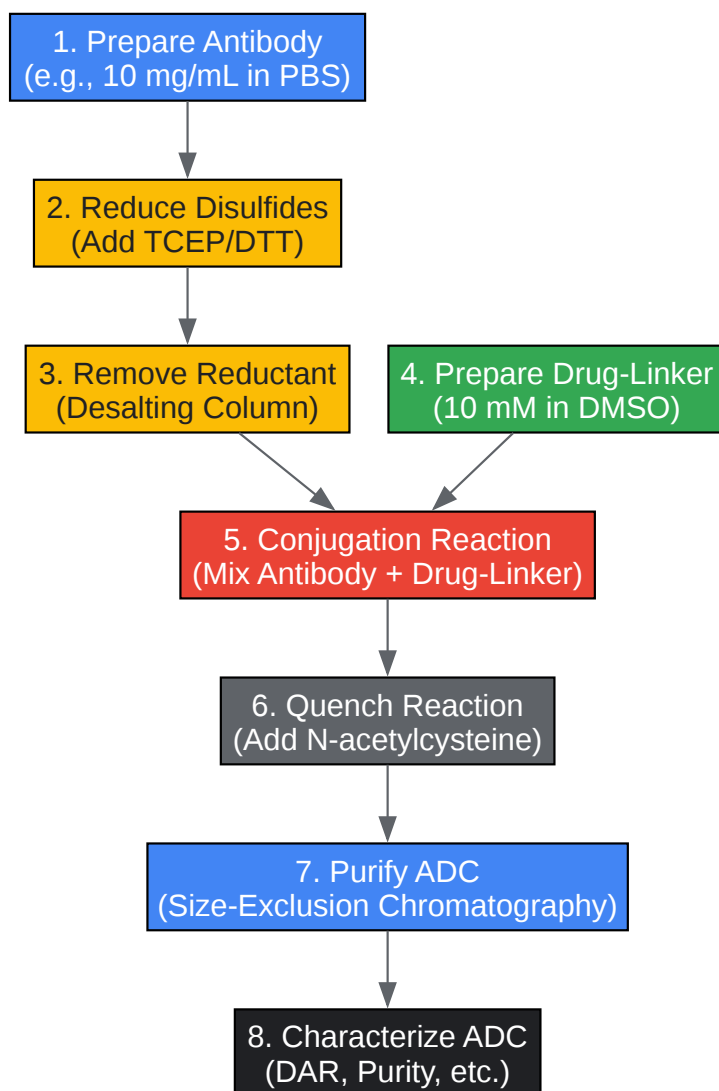 1. Prepare Antibody
(e.g., 10 mg/mL in PBS)
2. Reduce Disulfides
(Add TCEP/DTT)
3. Remove Reductant
(Desalting Column)
4. Prepare Drug-Linker
(10 mM in DMSO)
5. Conjugation Reaction
(Mix Antibody + Drug-Linker)
6. Quench Reaction
(Add N-acetylcysteine)
7. Purify ADC
(Size-Exclusion Chromatography)
8. Characterize ADC
(DAR, Purity, etc.)